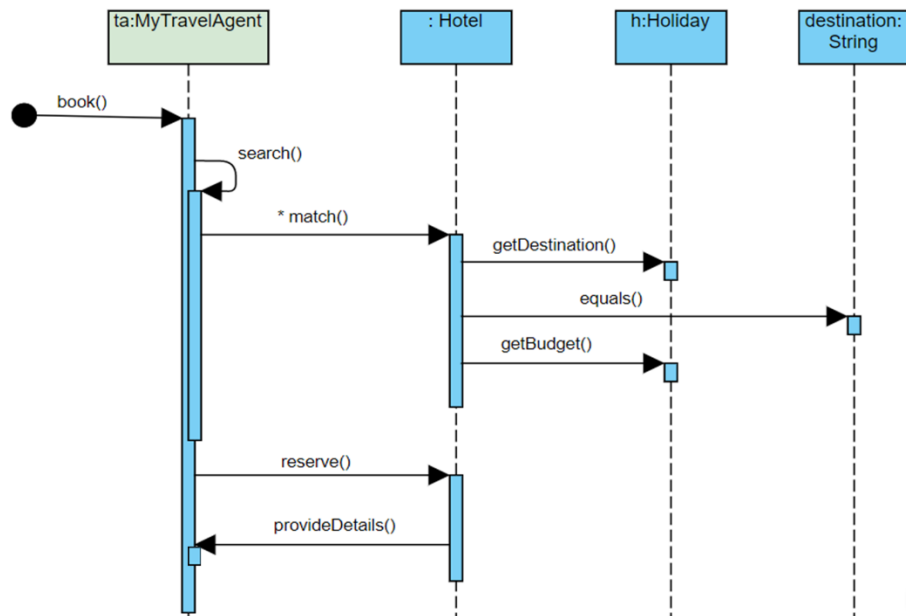 ta:MyTravelAgent
: Hotel
h:Holiday
destination:
String
book()
search()
* match()
getDestination()
equals()
getBudget()
reserve()
provideDetails()